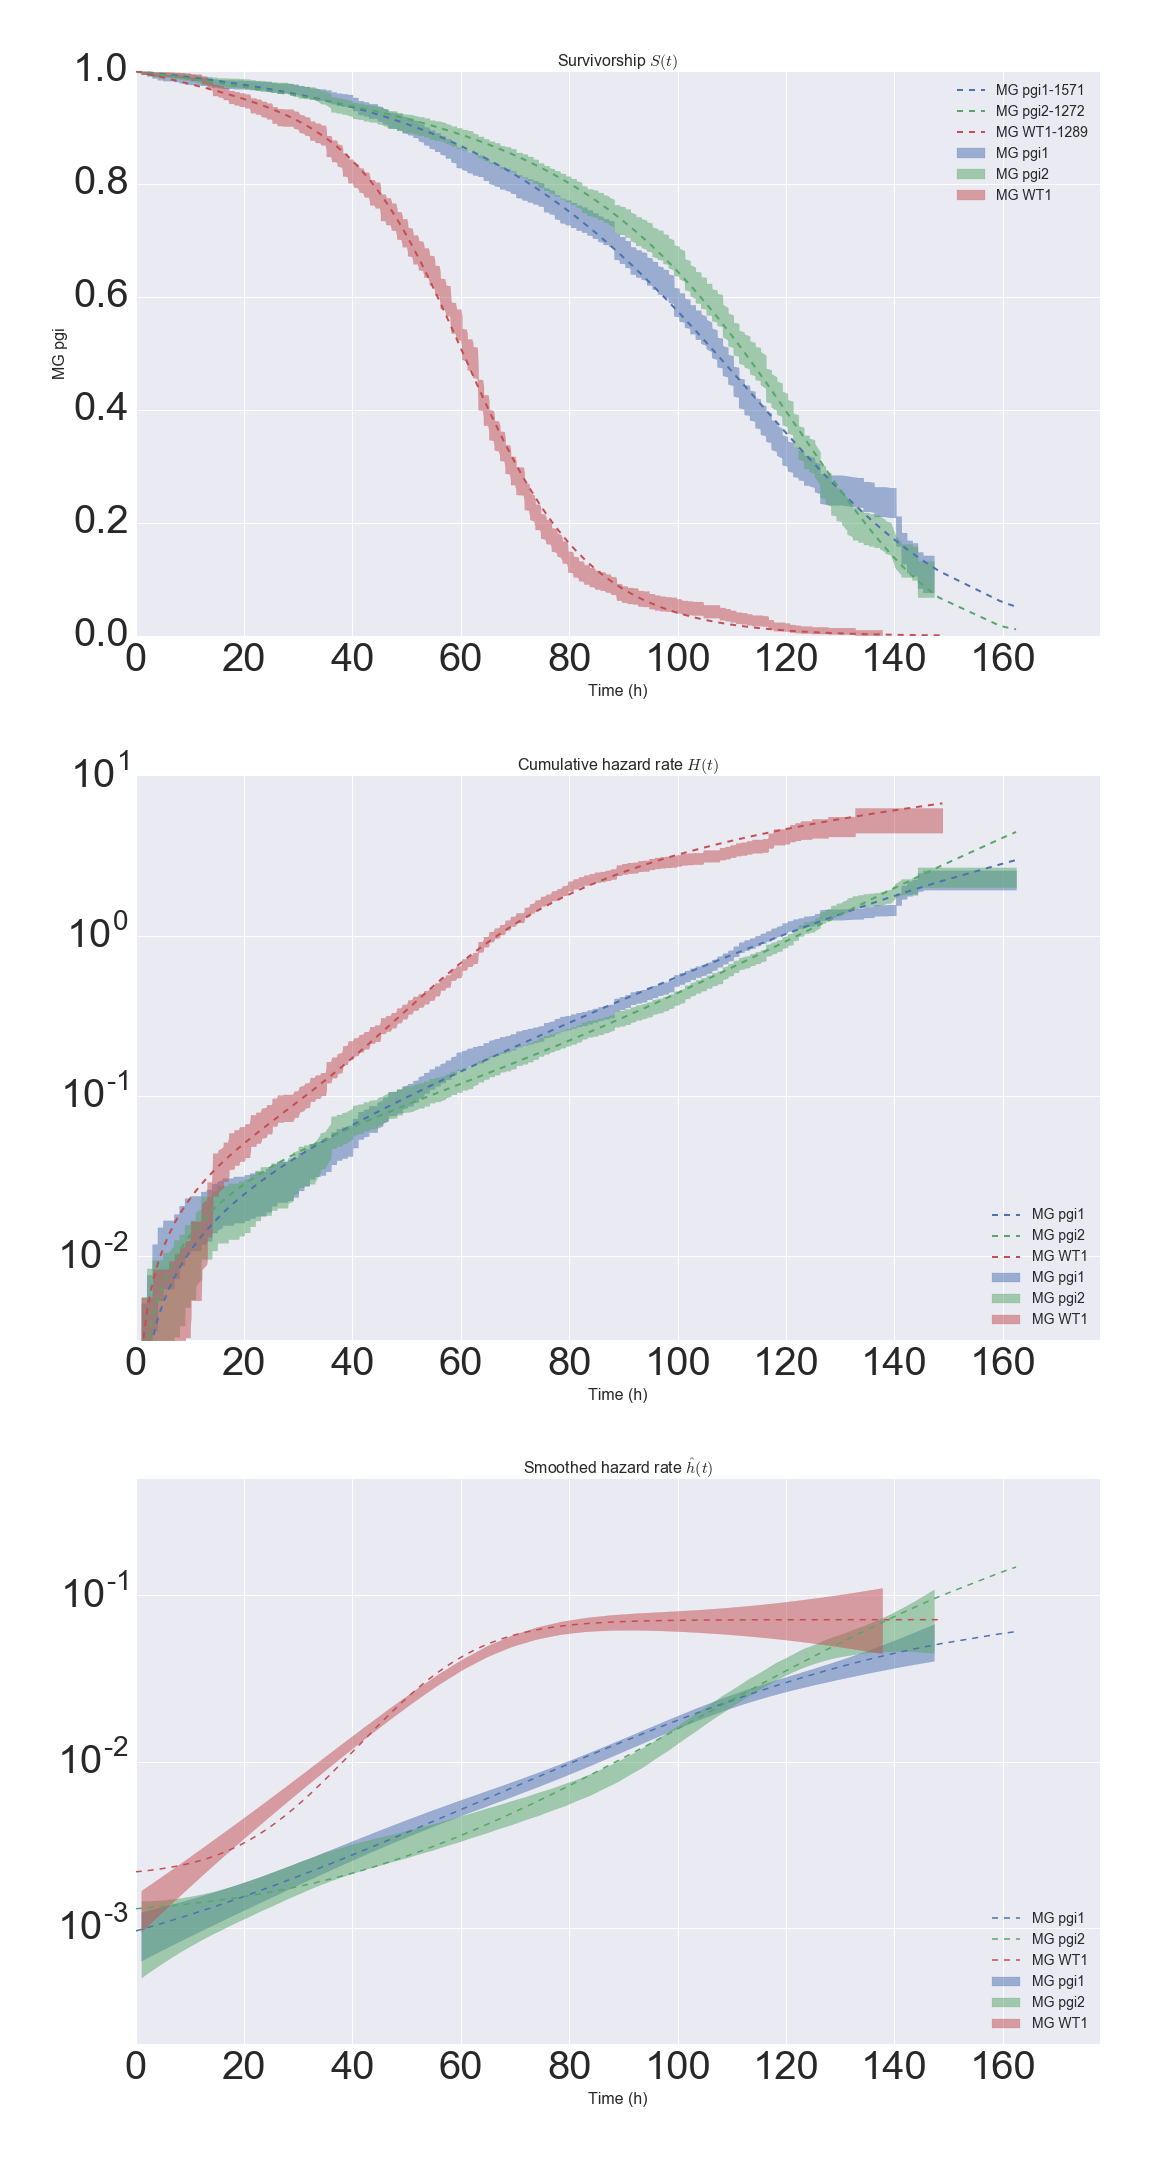 Survivorship S(t)
1.0
0.8
0.6
0.4
0.2
0.0
MG pgi
MG pgi1-1571
MG pgi2-1272
MG WT1-1289
MG pgi1
MG pgi2
MG WT1
0 20 40 60 80 100 120 140 160
Time (h)
Cumulative hazard rate H(t)
10^1
10^0
10^-1
10^-2
MG pgi1
MG pgi2
MG WT1
MG pgi1
MG pgi2
MG WT1
0 20 40 60 80 100 120 140 160
Time (h)
Smoothed hazard rate ĥ(t)
10^-1
10^-2
10^-3
MG pgi1
MG pgi2
MG WT1
MG pgi1
MG pgi2
MG WT1
0 20 40 60 80 100 120 140 160
Time (h)